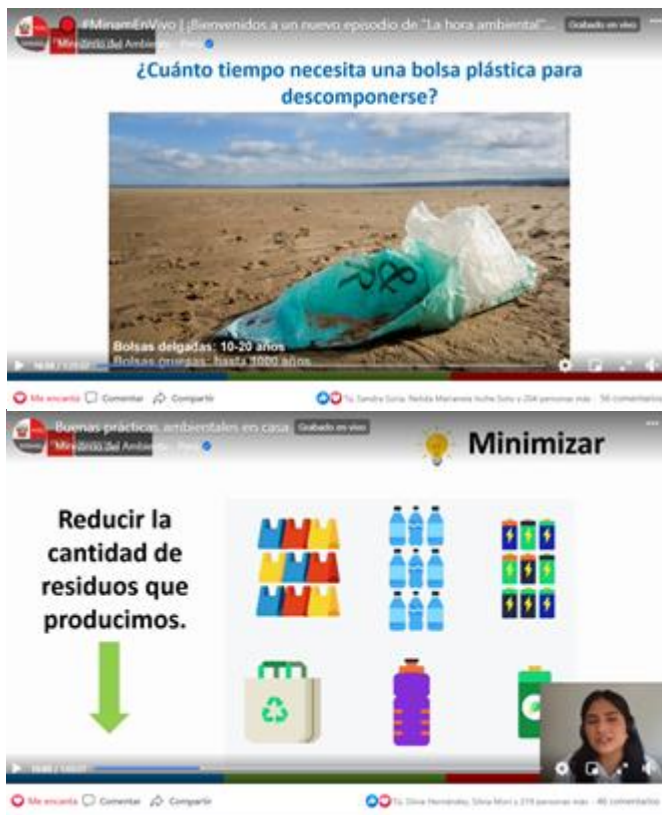 #MinamEnVivo | ¡Bienvenidos a un nuevo episodio de "La hora ambiental"...
Grabado en vivo
Ministerio del Ambiente - Perú
¿Cuánto tiempo necesita una bolsa plástica para
descomponerse?
Bolsas delgadas: 10-20 años
Bolsas gruesas: hasta 1000 años
Me encanta Comentar Compartir
56 comentarios
Buenas prácticas ambientales en casa Grabado en vivo
Ministerio del Ambiente - Perú
Minimizar
Reducir la
cantidad de
residuos que
producimos.
Me encanta Comentar Compartir
46 comentarios